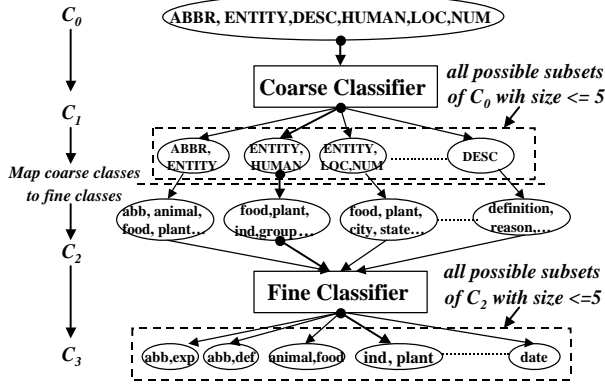 C0
ABBR, ENTITY,DESC,HUMAN,LOC,NUM
Coarse Classifier
all possible subsets
of C0 wih size <= 5
C1
ABBR,
ENTITY
ENTITY,
HUMAN
ENTITY,
LOC,NUM
DESC
Map coarse classes
to fine classes
abb, animal,
food, plant…
food,plant,
ind,group…
food, plant,
city, state…
definition,
reason,…
C2
Fine Classifier
all possible subsets
of C2 with size <=5
C3
abb,exp
abb,def
animal,food
ind, plant
date